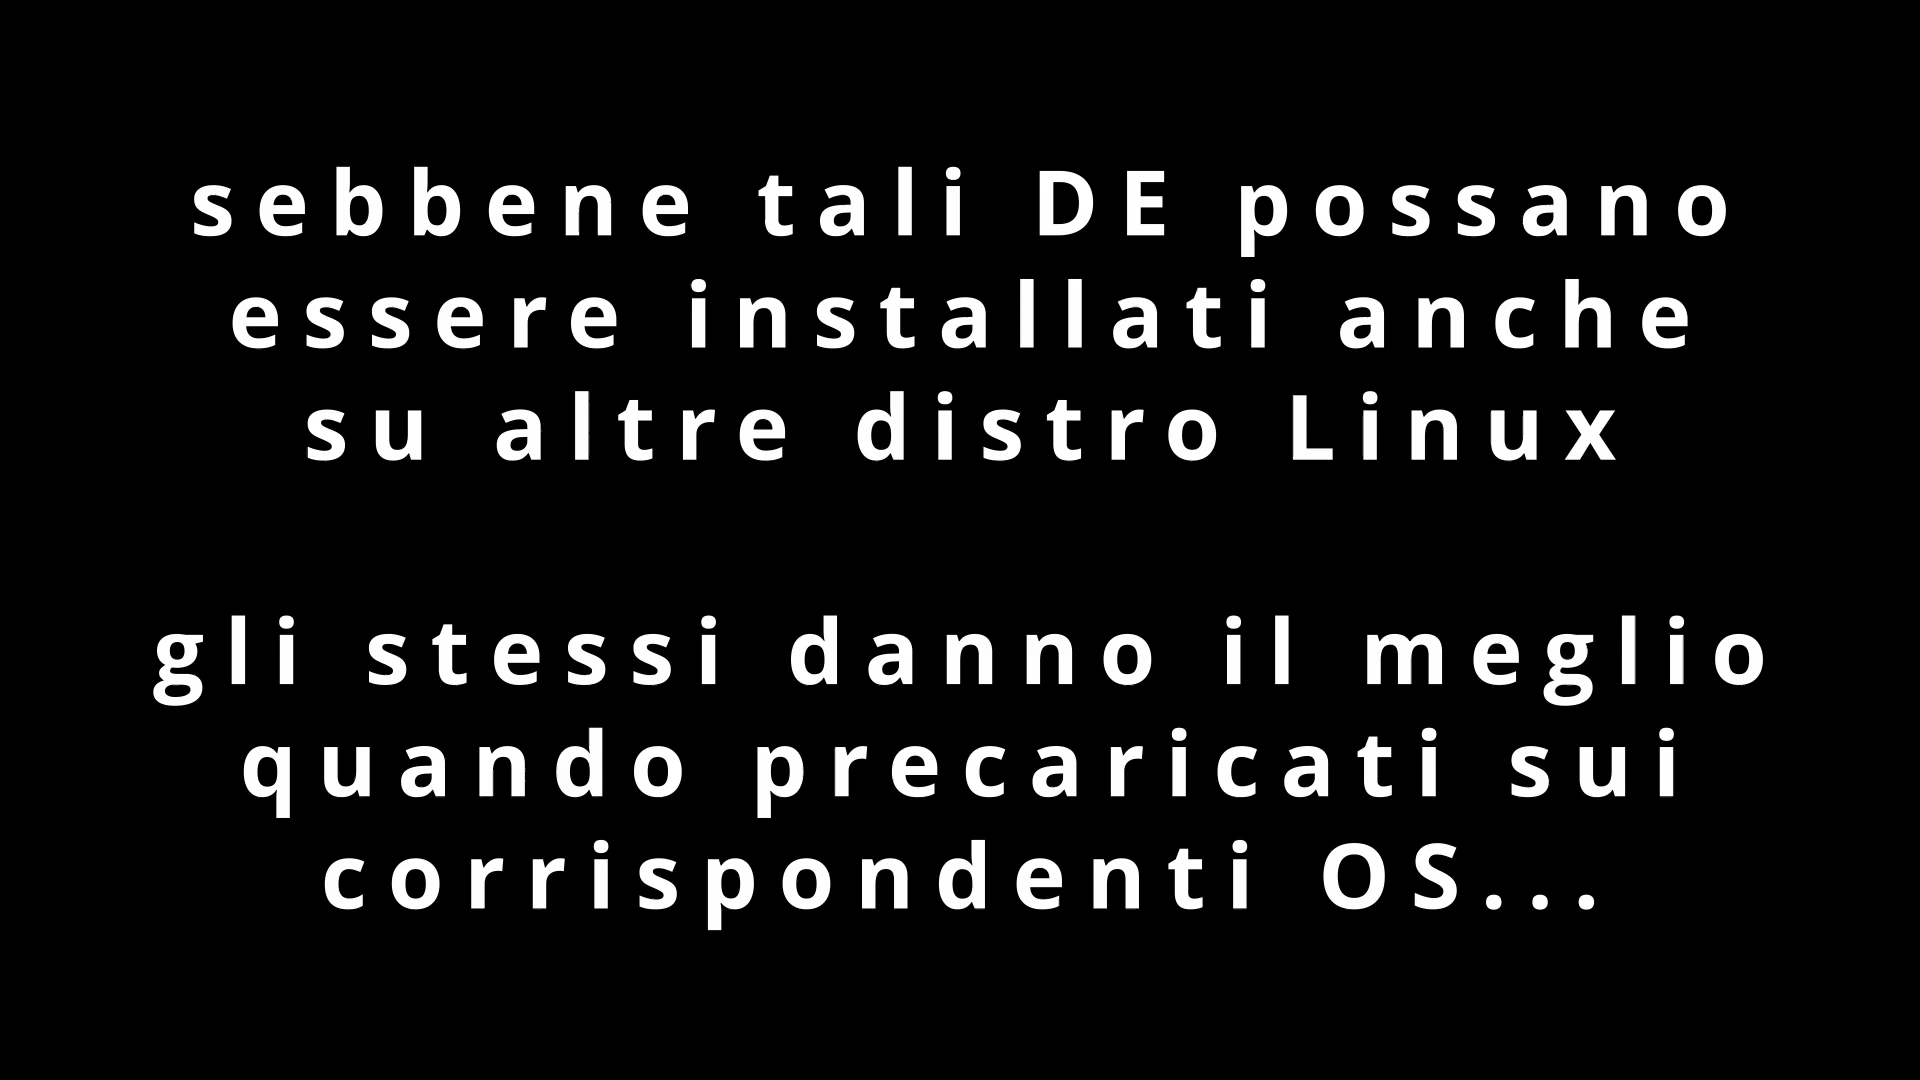 sebbene tali DE possano
essere installati anche
su altre distro Linux
gli stessi danno il meglio
quando precaricati sui
corrispondenti OS...